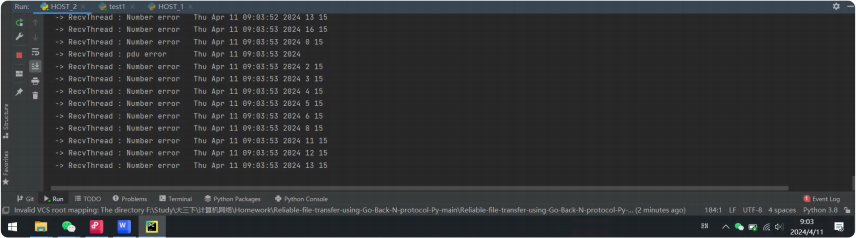 Run: HOST_2 × test1 × HOST_1 ×
-> RecvThread : Number error Thu Apr 11 09:03:52 2024 13 15
-> RecvThread : Number error Thu Apr 11 09:03:53 2024 16 15
-> RecvThread : Number error Thu Apr 11 09:03:53 2024 0 15
-> RecvThread : pdu error Thu Apr 11 09:03:53 2024
-> RecvThread : Number error Thu Apr 11 09:03:53 2024 2 15
-> RecvThread : Number error Thu Apr 11 09:03:53 2024 3 15
-> RecvThread : Number error Thu Apr 11 09:03:53 2024 4 15
-> RecvThread : Number error Thu Apr 11 09:03:53 2024 5 15
-> RecvThread : Number error Thu Apr 11 09:03:53 2024 6 15
-> RecvThread : Number error Thu Apr 11 09:03:53 2024 8 15
-> RecvThread : Number error Thu Apr 11 09:03:53 2024 11 15
-> RecvThread : Number error Thu Apr 11 09:03:53 2024 12 15
-> RecvThread : Number error Thu Apr 11 09:03:53 2024 13 15
Structure
Favorites
Git Run TODO Problems Terminal Python Packages Python Console Event Log
Invalid VCS root mapping: The directory F:\Study\大三下\计算机网络\Homework\Reliable-file-transfer-using-Go-Back-N-protocol-Py-main\Reliable-file-transfer-using-Go-Back-N-protocol-Py-... (2 minutes ago) 184:1 LF UTF-8 4 spaces Python 3.8
9:03
2024/4/11